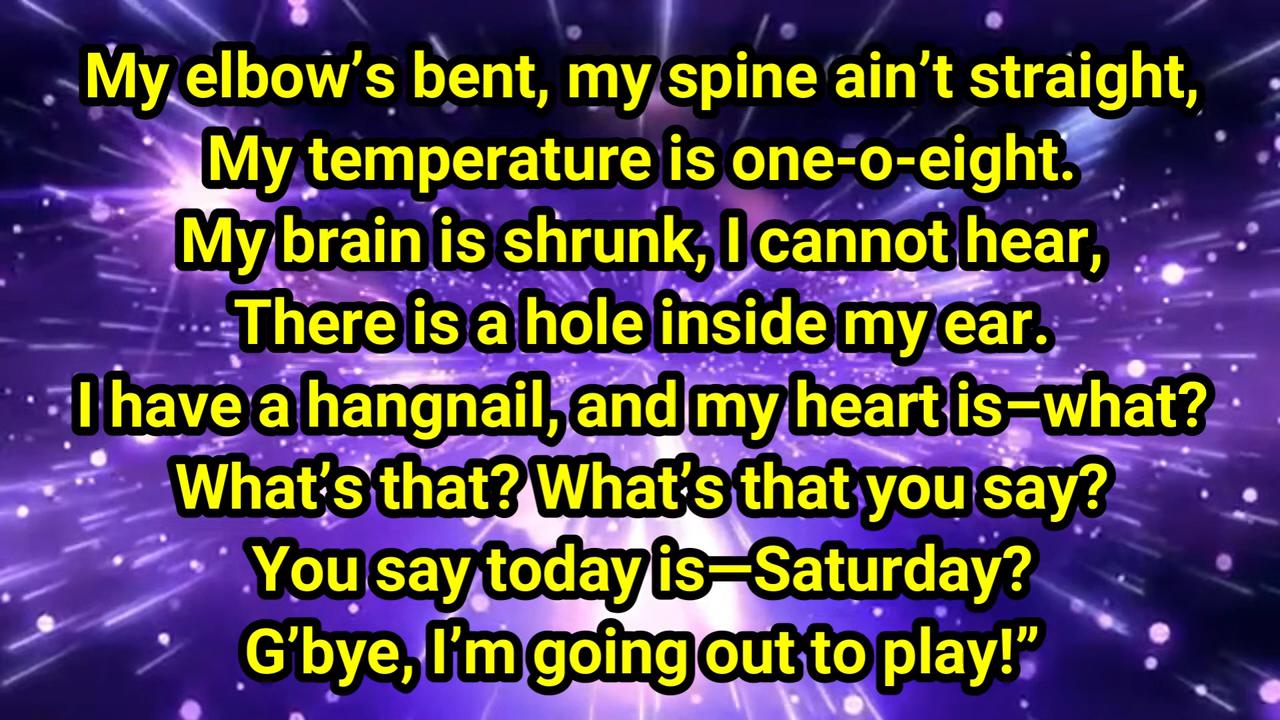 My elbow’s bent, my spine ain’t straight,
My temperature is one-o-eight.
My brain is shrunk, I cannot hear,
There is a hole inside my ear.
I have a hangnail, and my heart is–what?
What’s that? What’s that you say?
You say today is—Saturday?
G’bye, I’m going out to play!”